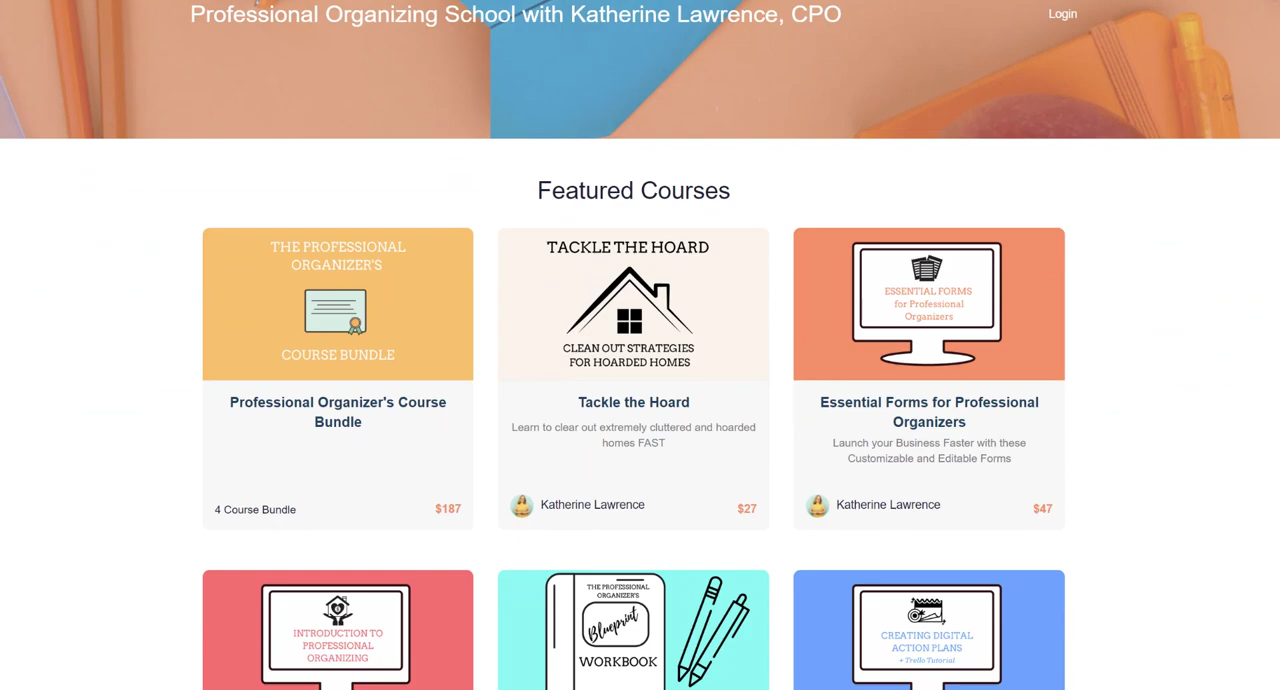 Professional Organizing School with Katherine Lawrence, CPO
Login
Featured Courses
THE PROFESSIONAL
ORGANIZER'S
COURSE BUNDLE
Professional Organizer's Course
Bundle
4 Course Bundle
$187
TACKLE THE HOARD
CLEAN OUT STRATEGIES
FOR HOARDED HOMES
Tackle the Hoard
Learn to clear out extremely cluttered and hoarded
homes FAST
Katherine Lawrence
$27
ESSENTIAL FORMS
for Professional
Organizers
Essential Forms for Professional
Organizers
Launch your Business Faster with these
Customizable and Editable Forms
Katherine Lawrence
$47
INTRODUCTION TO
PROFESSIONAL
ORGANIZING
THE PROFESSIONAL
ORGANIZER'S
Blueprint
WORKBOOK
CREATING DIGITAL
ACTION PLANS
+ Trello Tutorial